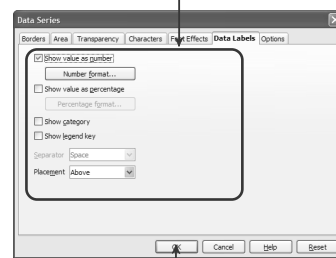 Data Series
Borders Area Transparency Characters Font Effects Data Labels Options
Show value as number
Number format...
Show value as percentage
Percentage format...
Show category
Show legend key
Separator Space
Placement Above
OK Cancel Help Reset